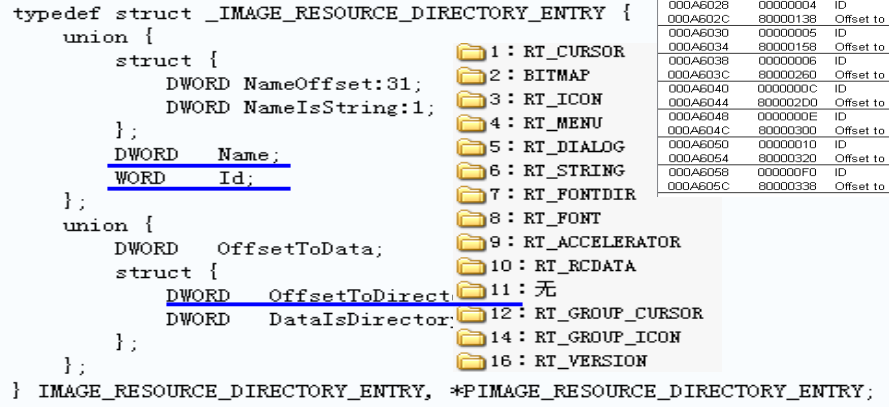 typedef struct _IMAGE_RESOURCE_DIRECTORY_ENTRY {
union {
struct {
DWORD NameOffset:31;
DWORD NameIsString:1;
};
DWORD Name;
WORD Id;
};
union {
DWORD OffsetToData;
struct {
DWORD OffsetToDirect
DWORD DataIsDirectory
};
};
} IMAGE_RESOURCE_DIRECTORY_ENTRY, *PIMAGE_RESOURCE_DIRECTORY_ENTRY;
1：RT_CURSOR
2：BITMAP
3：RT_ICON
4：RT_MENU
5：RT_DIALOG
6：RT_STRING
7：RT_FONTDIR
8：RT_FONT
9：RT_ACCELERATOR
10：RT_RCDATA
11：无
12：RT_GROUP_CURSOR
14：RT_GROUP_ICON
16：RT_VERSION
000A6028 00000004 ID
000A602C 80000138 Offset to
000A6030 00000005 ID
000A6034 80000158 Offset to
000A6038 00000006 ID
000A603C 80000260 Offset to
000A6040 0000000C ID
000A6044 800002D0 Offset to
000A6048 0000000E ID
000A604C 80000300 Offset to
000A6050 00000010 ID
000A6054 80000320 Offset to
000A6058 000000F0 ID
000A605C 80000338 Offset to